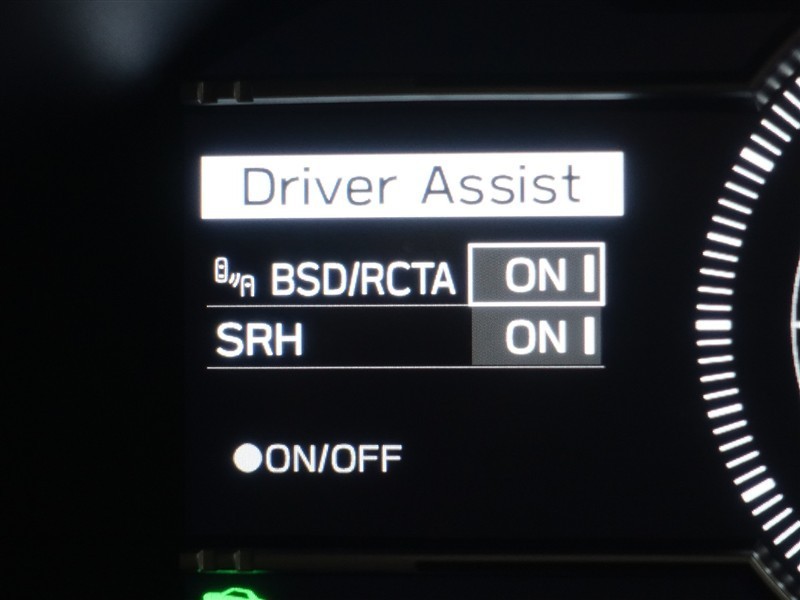 Driver Assist
BSD/RCTA ON
SRH ON
ON/OFF